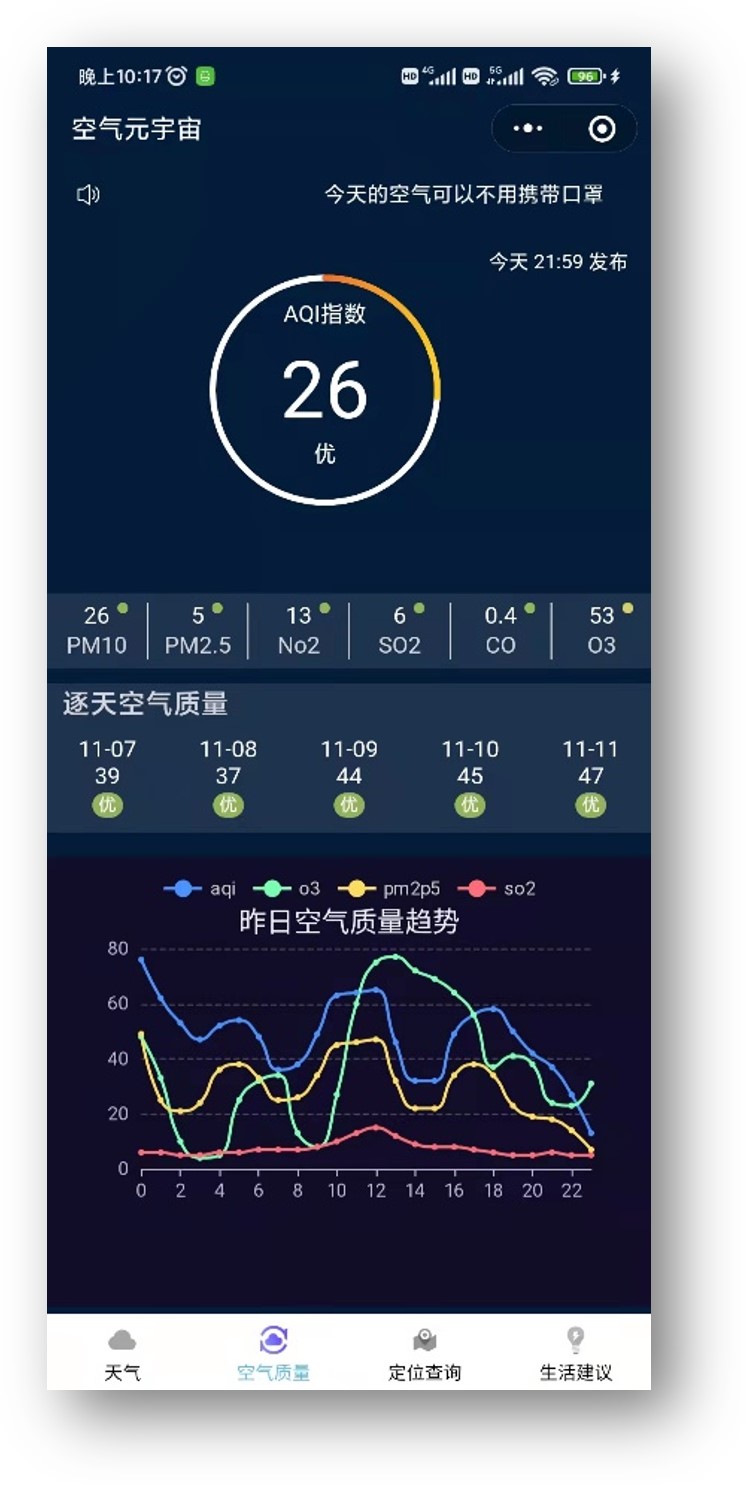 晚上10:17 HD 4G HD 5G 96
空气元宇宙
今天的空气可以不用携带口罩
今天 21:59 发布
AQI指数
26
优
26 5 13 6 0.4 53
PM10 PM2.5 No2 SO2 CO O3
逐天空气质量
11-07 11-08 11-09 11-10 11-11
39 37 44 45 47
优 优 优 优 优
aqi o3 pm2p5 so2
昨日空气质量趋势
80
60
40
20
0
0 2 4 6 8 10 12 14 16 18 20 22
天气 空气质量 定位查询 生活建议